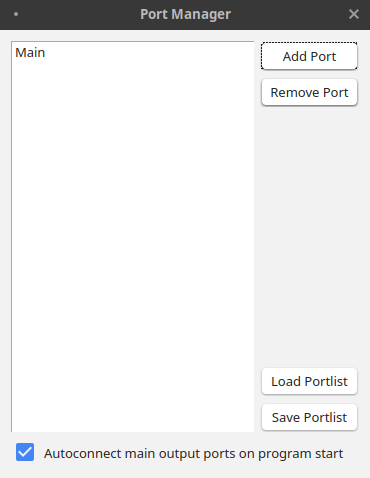 Port Manager
Main
Add Port
Remove Port
Load Portlist
Save Portlist
Autoconnect main output ports on program start